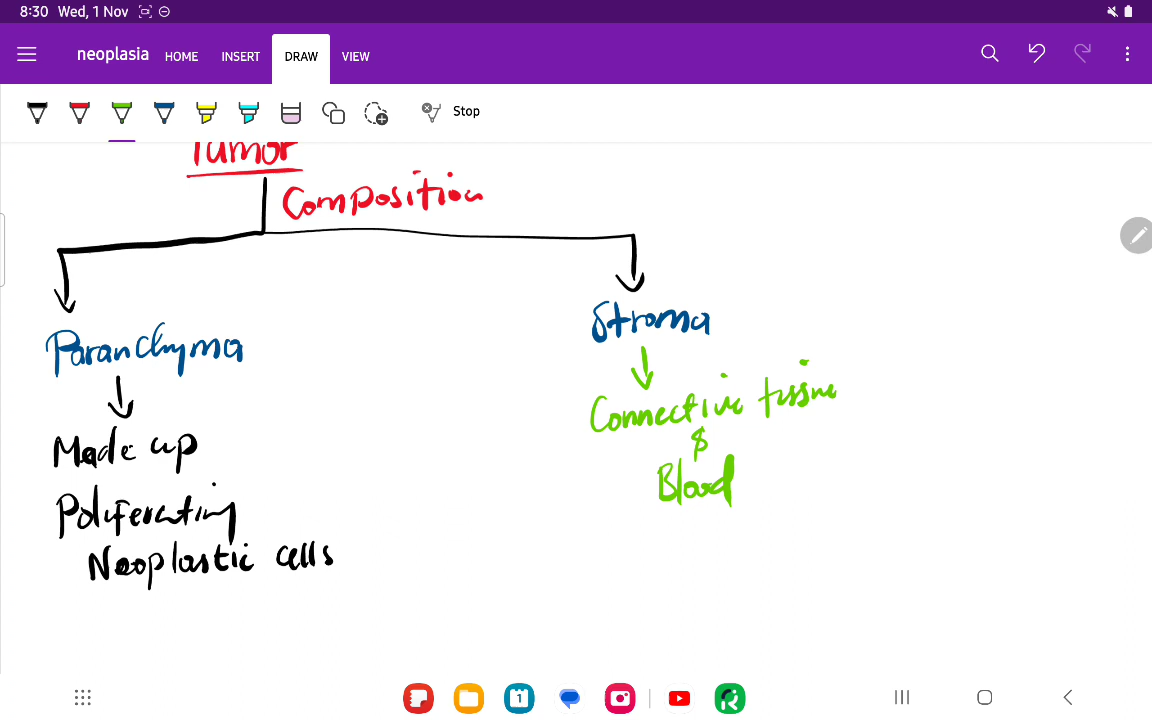 8:30 Wed, 1 Nov
neoplasia HOME INSERT DRAW VIEW
Stop
Tumor
Composition
Paranchyma
Stroma
Made up
Connective tissue
&
Poliferating
Blood
Neoplastic cells
1